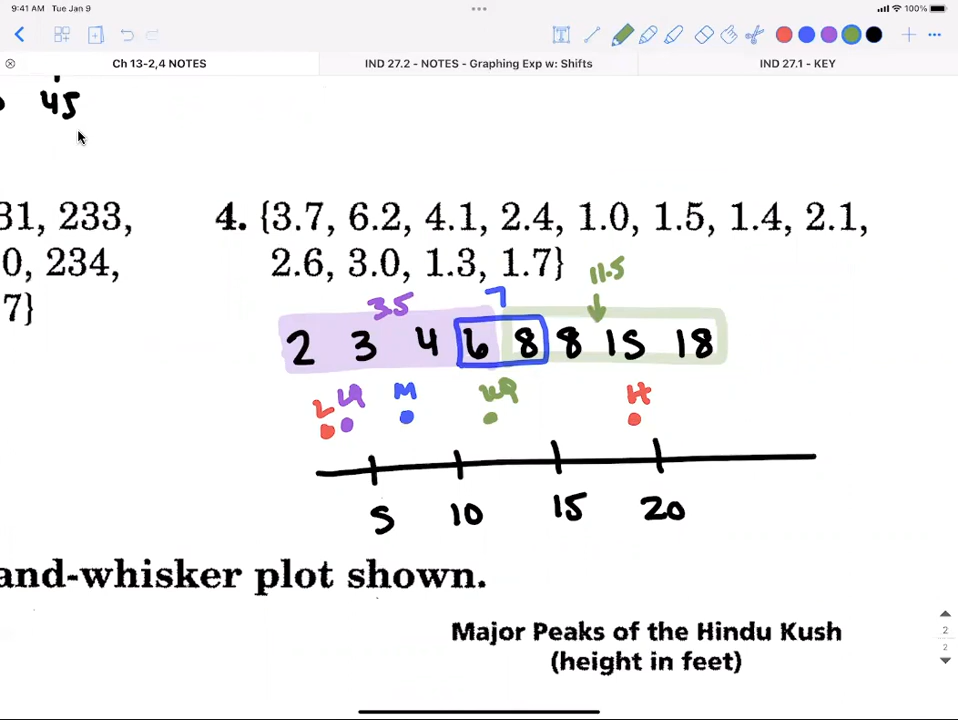 9:41 AM Tue Jan 9
100%
Ch 13-2,4 NOTES
IND 27.2 - NOTES - Graphing Exp w: Shifts
IND 27.1 - KEY
45
31, 233,
0, 234,
7}
4. {3.7, 6.2, 4.1, 2.4, 1.0, 1.5, 1.4, 2.1,
2.6, 3.0, 1.3, 1.7}
3.5 7 11.5
2 3 4 6 8 8 15 18
L LQ M UQ H
5 10 15 20
and-whisker plot shown.
Major Peaks of the Hindu Kush
(height in feet)
2
2